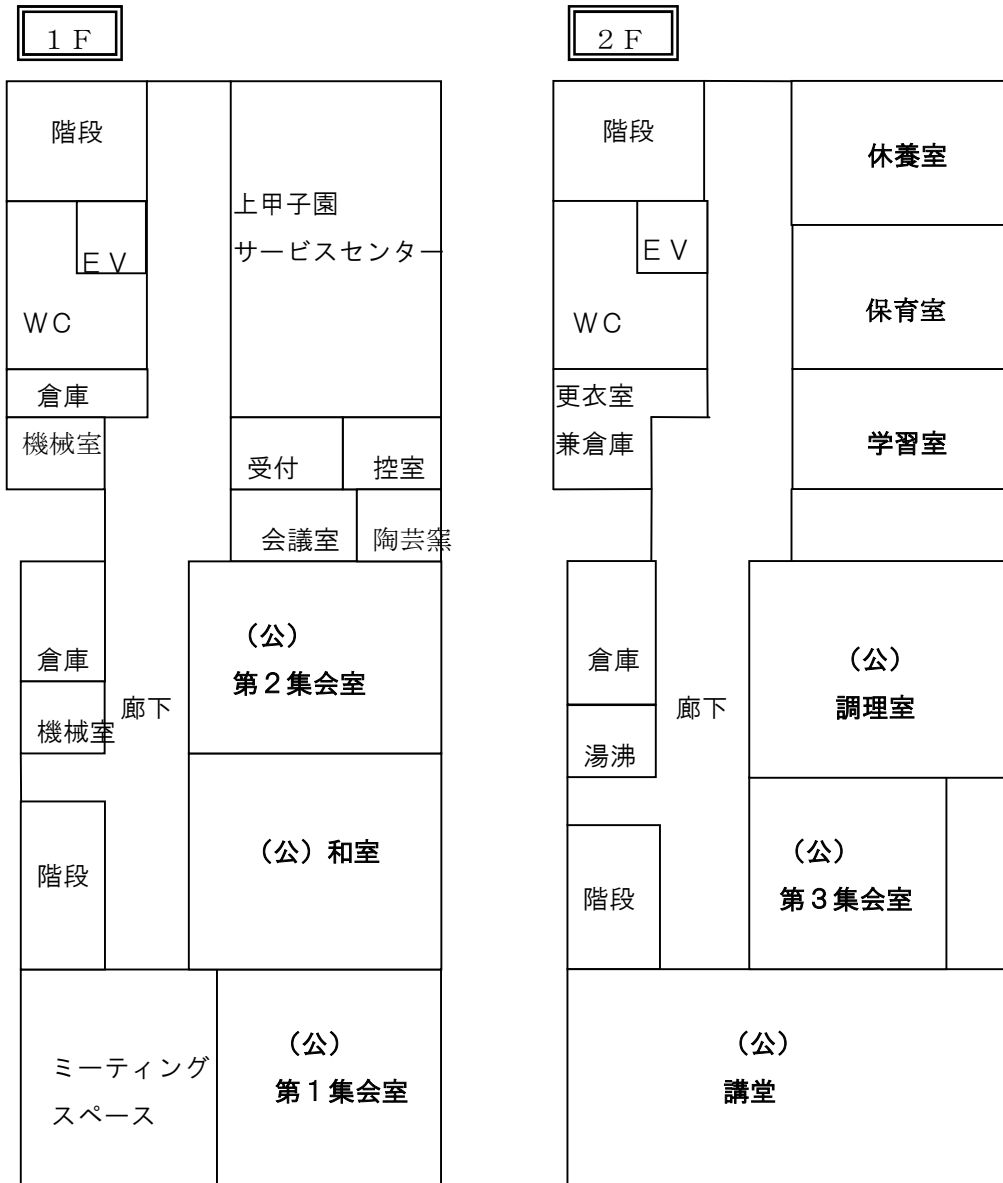 １Ｆ
階段
上甲子園
サービスセンター
ＥＶ
ＷＣ
倉庫
機械室
受付
控室
会議室
陶芸窯
（公）
第２集会室
倉庫
機械室
廊下
（公）和室
階段
ミーティング
スペース
（公）
第１集会室
２Ｆ
階段
休養室
ＥＶ
ＷＣ
保育室
更衣室
兼倉庫
学習室
倉庫
（公）
調理室
廊下
湯沸
（公）
第３集会室
階段
（公）
講堂